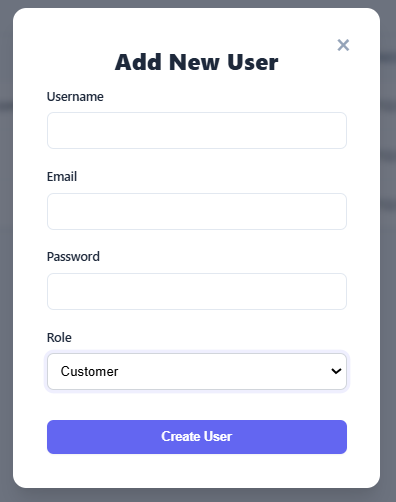 ×
Add New User
Username
Email
Password
Role
Customer
Create User